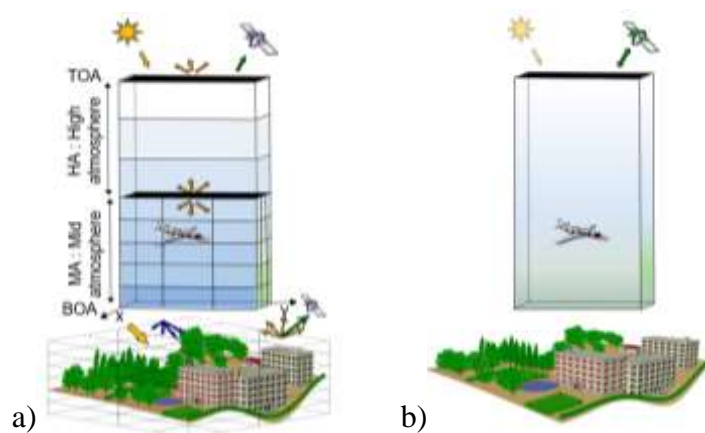 TOA
HA : High
atmosphere
MA : Mid
atmosphere
BOA
x
y
a)
b)